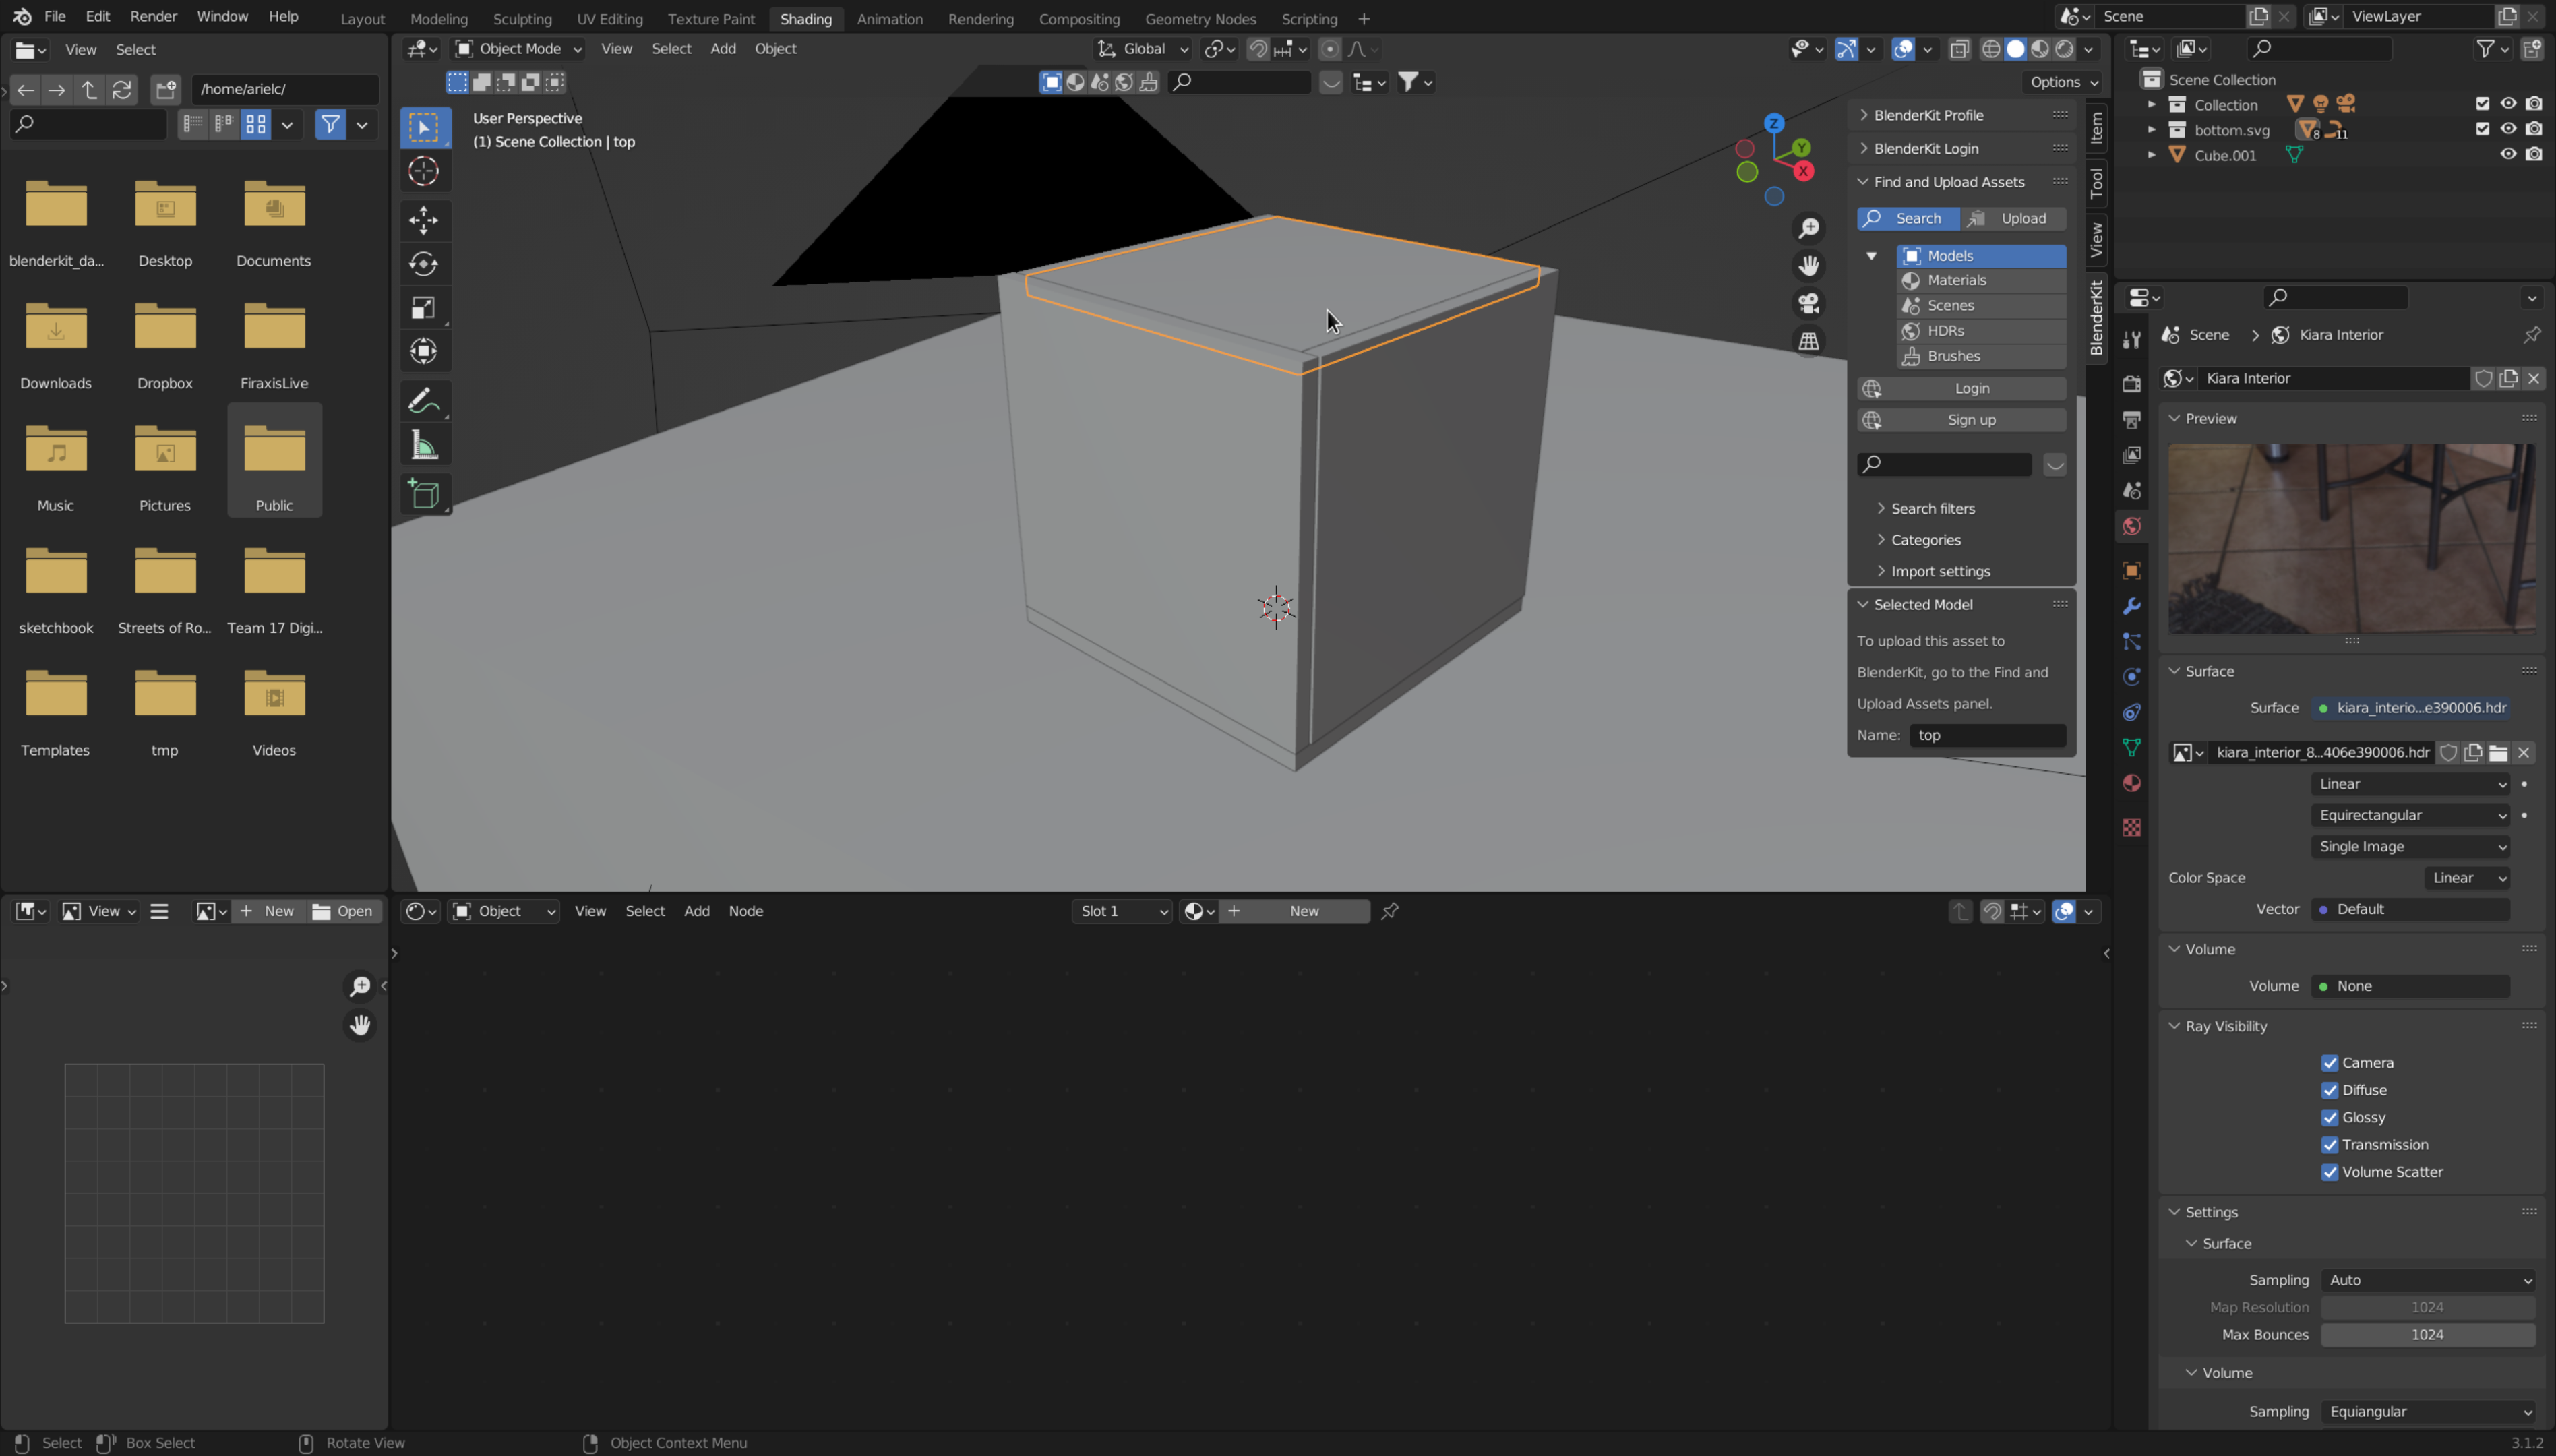 File Edit Render Window Help
Layout Modeling Sculpting UV Editing Texture Paint Shading Animation Rendering Compositing Geometry Nodes Scripting +
Scene
ViewLayer
View Select
/home/arielc/
blenderkit_da... Desktop Documents
Downloads Dropbox FiraxisLive
Music Pictures Public
sketchbook Streets of Ro... Team 17 Digi...
Templates tmp Videos
Object Mode View Select Add Object
Global
Options
User Perspective
(1) Scene Collection | top
Z
Y
X
BlenderKit Profile
BlenderKit Login
Find and Upload Assets
Search Upload
Models
Materials
Scenes
HDRs
Brushes
Login
Sign up
Search filters
Categories
Import settings
Selected Model
To upload this asset to
BlenderKit, go to the Find and
Upload Assets panel.
Name: top
Item
Tool
View
BlenderKit
Scene Collection
Collection
bottom.svg 8 11
Cube.001
Scene > Kiara Interior
Kiara Interior
Preview
Surface
Surface kiara_interio...e390006.hdr
kiara_interior_8...406e390006.hdr
Linear
Equirectangular
Single Image
Color Space Linear
Vector Default
Volume
Volume None
Ray Visibility
Camera
Diffuse
Glossy
Transmission
Volume Scatter
Settings
Surface
Sampling Auto
Map Resolution 1024
Max Bounces 1024
Volume
Sampling Equiangular
View + New Open
Object View Select Add Node
Slot 1
+ New
Select Box Select Rotate View Object Context Menu
3.1.2